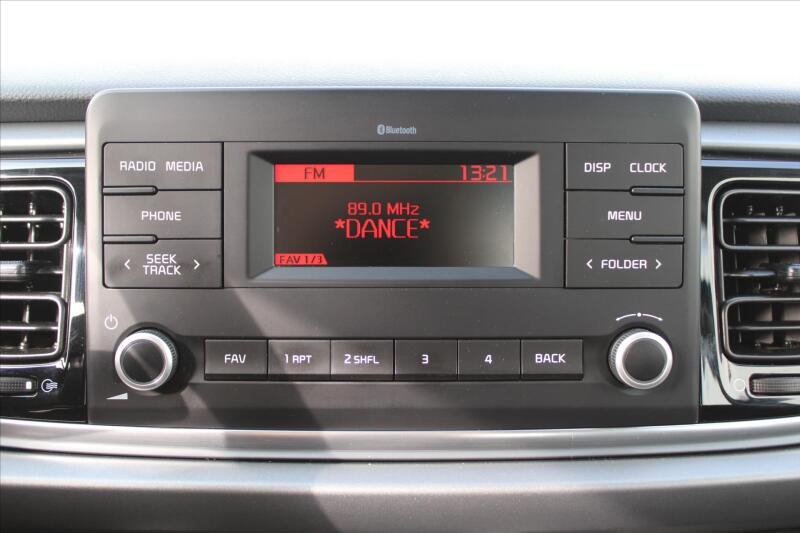 Bluetooth
RADIO MEDIA
PHONE
SEEK
TRACK
FM 13:21
89.0 MHz
*DANCE*
FAV 1/3
DISP CLOCK
MENU
< FOLDER >
FAV 1 RPT 2 SHFL 3 4 BACK